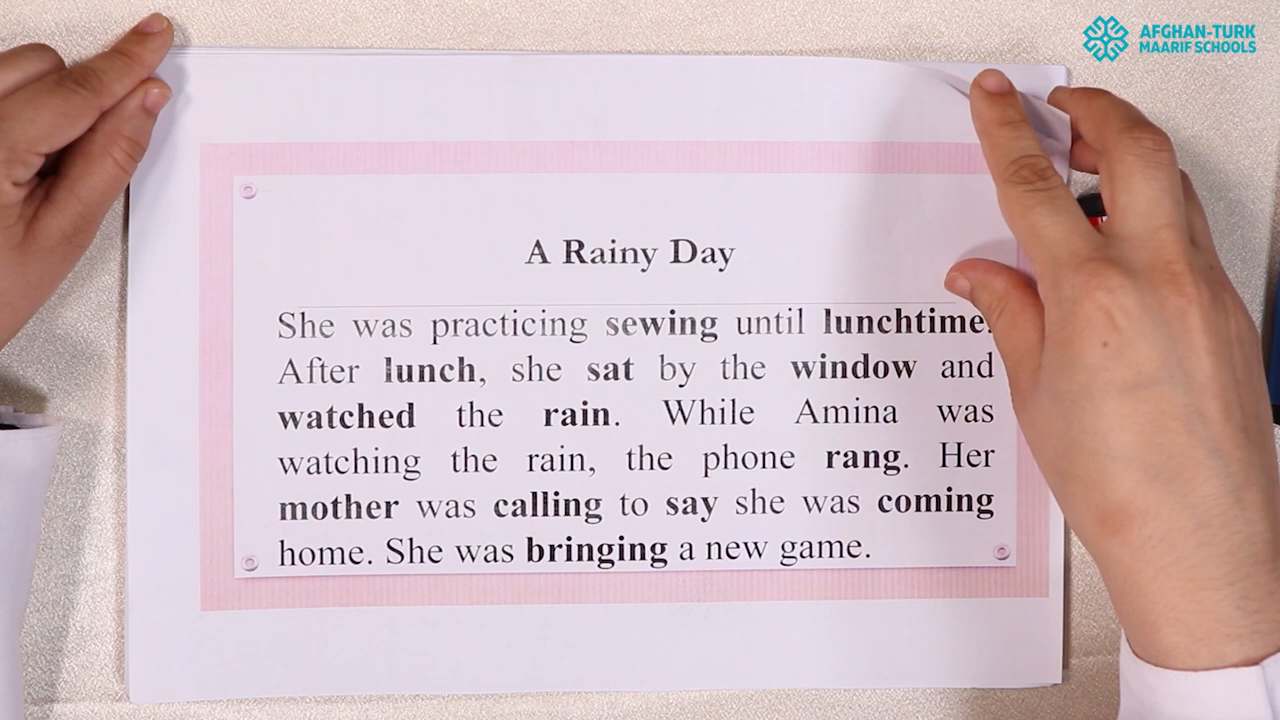 AFGHAN-TURK
MAARIF SCHOOLS
A Rainy Day
She was practicing sewing until lunchtime.
After lunch, she sat by the window and
watched the rain. While Amina was
watching the rain, the phone rang. Her
mother was calling to say she was coming
home. She was bringing a new game.